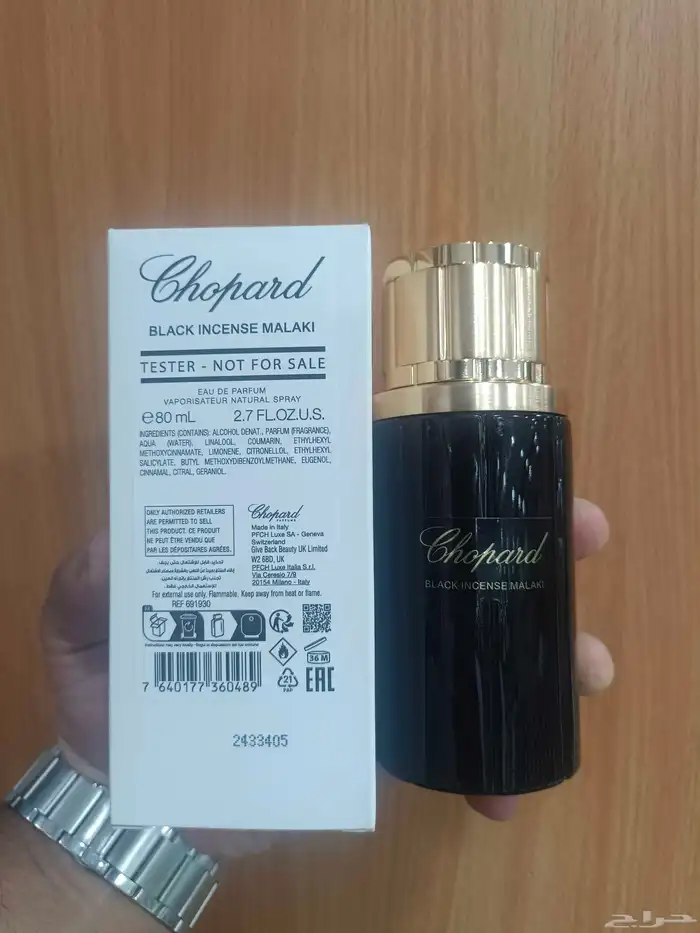 Chopard
BLACK INCENSE MALAKI
TESTER - NOT FOR SALE
EAU DE PARFUM
VAPORISATEUR NATURAL SPRAY
e80 mL 2.7 FL.OZ.U.S.
INGREDIENTS (CONTAINS): ALCOHOL DENAT., PARFUM (FRAGRANCE),
AQUA (WATER), LINALOOL, COUMARIN, ETHYLHEXYL
METHOXYCINNAMATE, LIMONENE, CITRONELLOL, ETHYLHEXYL
SALICYLATE, BUTYL METHOXYDIBENZOYLMETHANE, EUGENOL,
CINNAMAL, CITRAL, GERANIOL.
ONLY AUTHORIZED RETAILERS
ARE PERMITTED TO SELL
THIS PRODUCT. CE PRODUIT
NE PEUT ÊTRE VENDU QUE
PAR LES DÉPOSITAIRES AGRÉÉS.
Chopard
PARFUMS
Made in Italy
PFCH Luxe SA - Geneva
Switzerland
Give Back Beauty UK Limited
W2 6BD, UK
PFCH Luxe Italia S.r.l.
Via Ceresio 7/9
20154 Milano - Italy
For external use only. Flammable. Keep away from heat or flame.
REF 691930
36 M
21
PAP
EAC
7 640177 360489
2433405
Chopard
BLACK INCENSE MALAKI
حراج